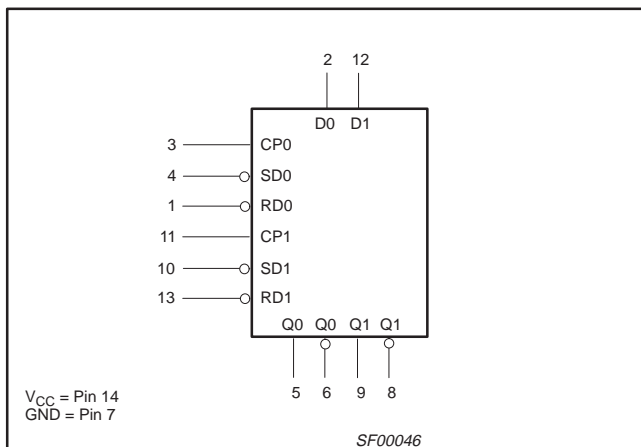 2 12
D0 D1
3 CP0
4 SD0
1 RD0
11 CP1
10 SD1
13 RD1
Q0 Q0 Q1 Q1
5 6 9 8
VCC = Pin 14
GND = Pin 7
SF00046